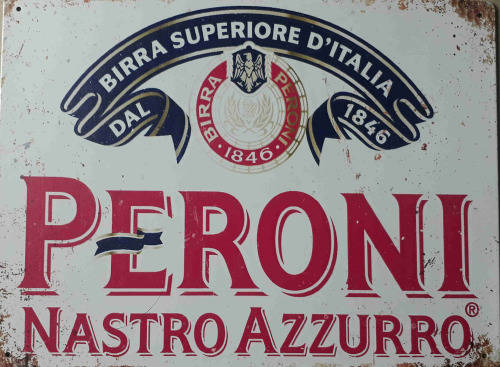 BIRRA SUPERIORE D'ITALIA
DAL 1846
BIRRA PERONI
·1846·
PERONI
NASTRO AZZURRO®